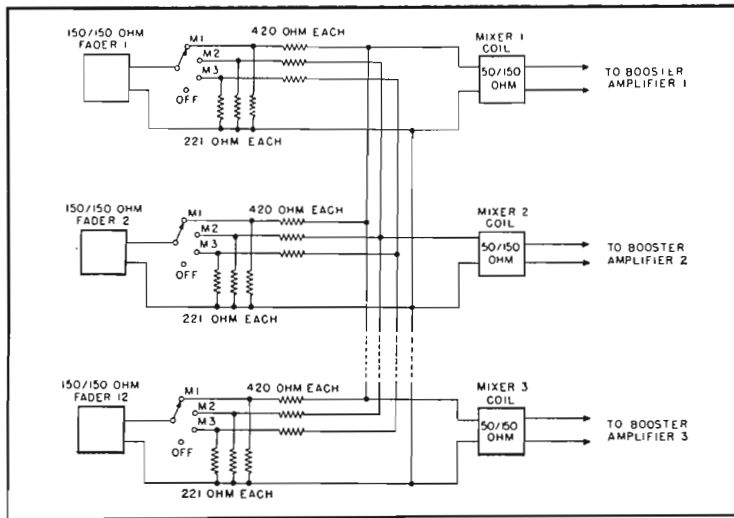 150/150 OHM
FADER 1
M1
M2
M3
OFF
420 OHM EACH
221 OHM EACH
MIXER 1
COIL
50/150
OHM
TO BOOSTER
AMPLIFIER 1
150/150 OHM
FADER 2
M1
M2
M3
OFF
420 OHM EACH
221 OHM EACH
MIXER 2
COIL
50/150
OHM
TO BOOSTER
AMPLIFIER 2
150/150 OHM
FADER 12
M1
M2
M3
OFF
420 OHM EACH
221 OHM EACH
MIXER 3
COIL
50/150
OHM
TO BOOSTER
AMPLIFIER 3